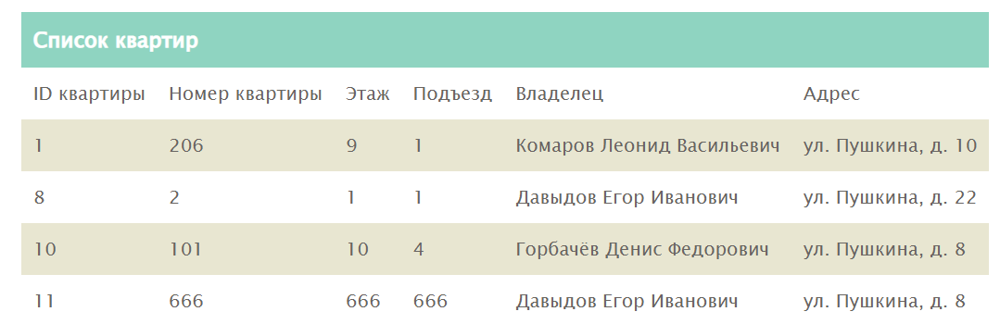 Список квартир
ID квартиры Номер квартиры Этаж Подъезд Владелец Адрес
1 206 9 1 Комаров Леонид Васильевич ул. Пушкина, д. 10
8 2 1 1 Давыдов Егор Иванович ул. Пушкина, д. 22
10 101 10 4 Горбачёв Денис Федорович ул. Пушкина, д. 8
11 666 666 666 Давыдов Егор Иванович ул. Пушкина, д. 8